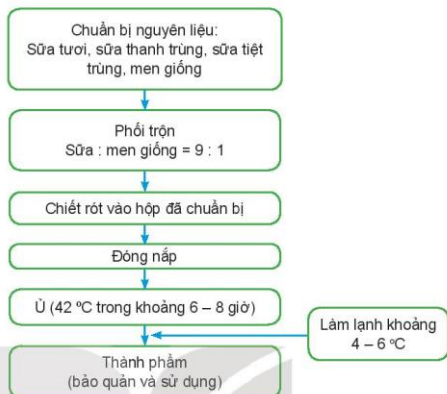 Chuẩn bị nguyên liệu:
Sữa tươi, sữa thanh trùng, sữa tiệt
trùng, men giống
Phối trộn
Sữa : men giống = 9 : 1
Chiết rót vào hộp đã chuẩn bị
Đóng nắp
Ủ (42 ºC trong khoảng 6 – 8 giờ)
Làm lạnh khoảng
4 – 6 ºC
Thành phẩm
(bảo quản và sử dụng)